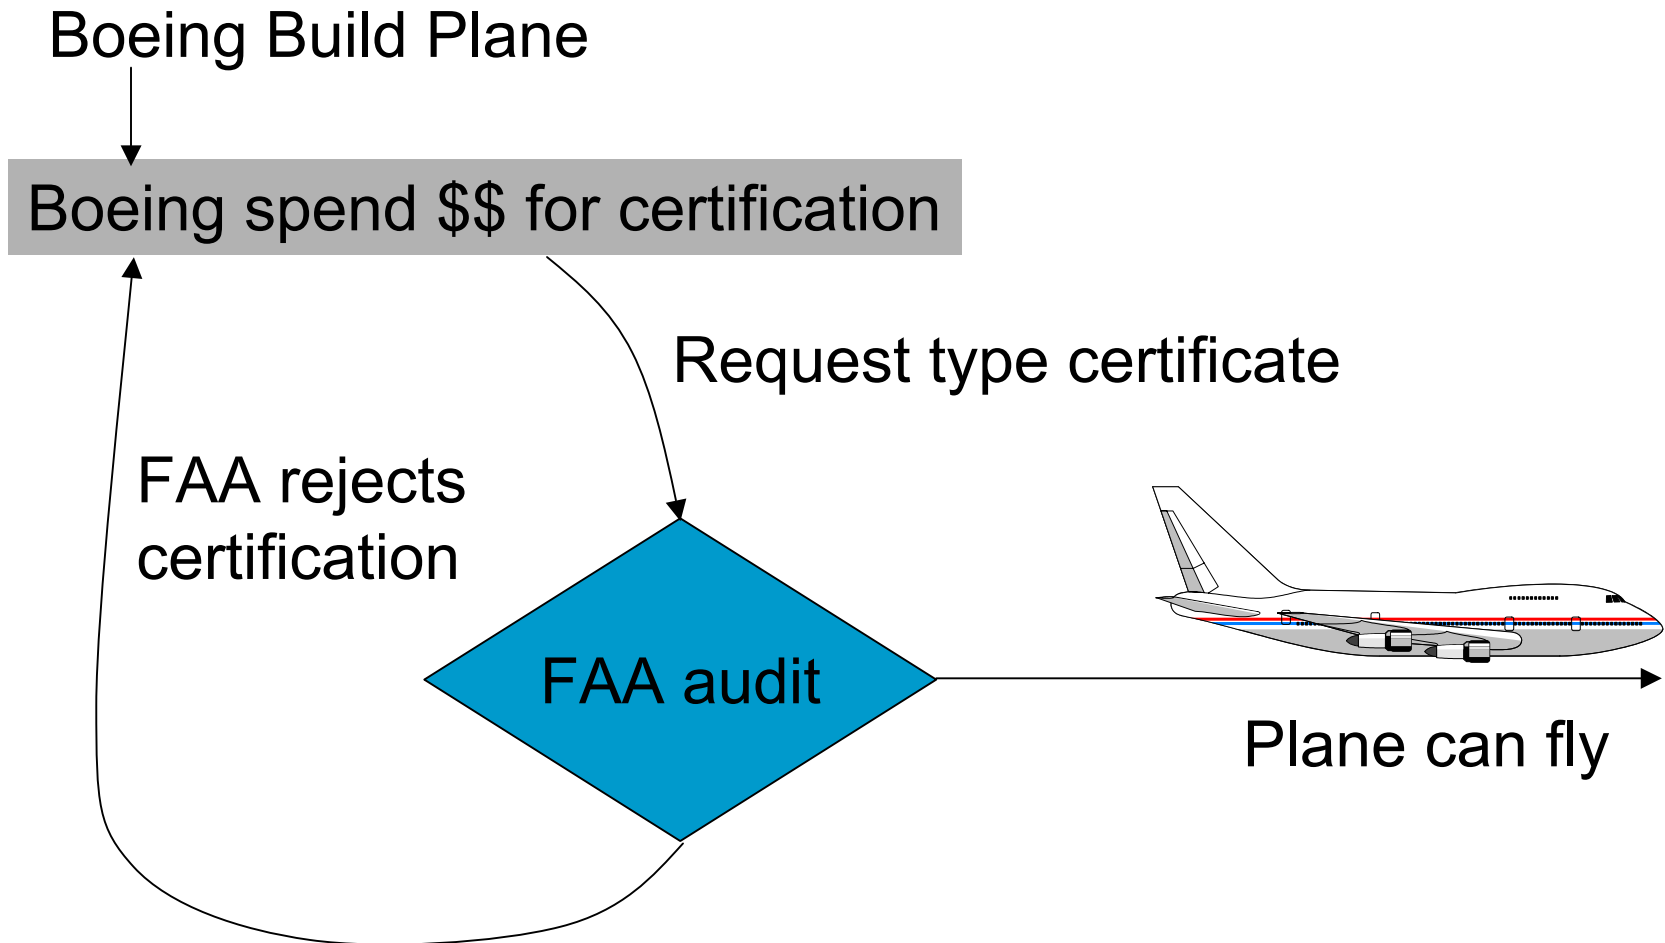 Boeing Build Plane
Boeing spend $$ for certification
Request type certificate
FAA rejects
certification
FAA audit
Plane can fly